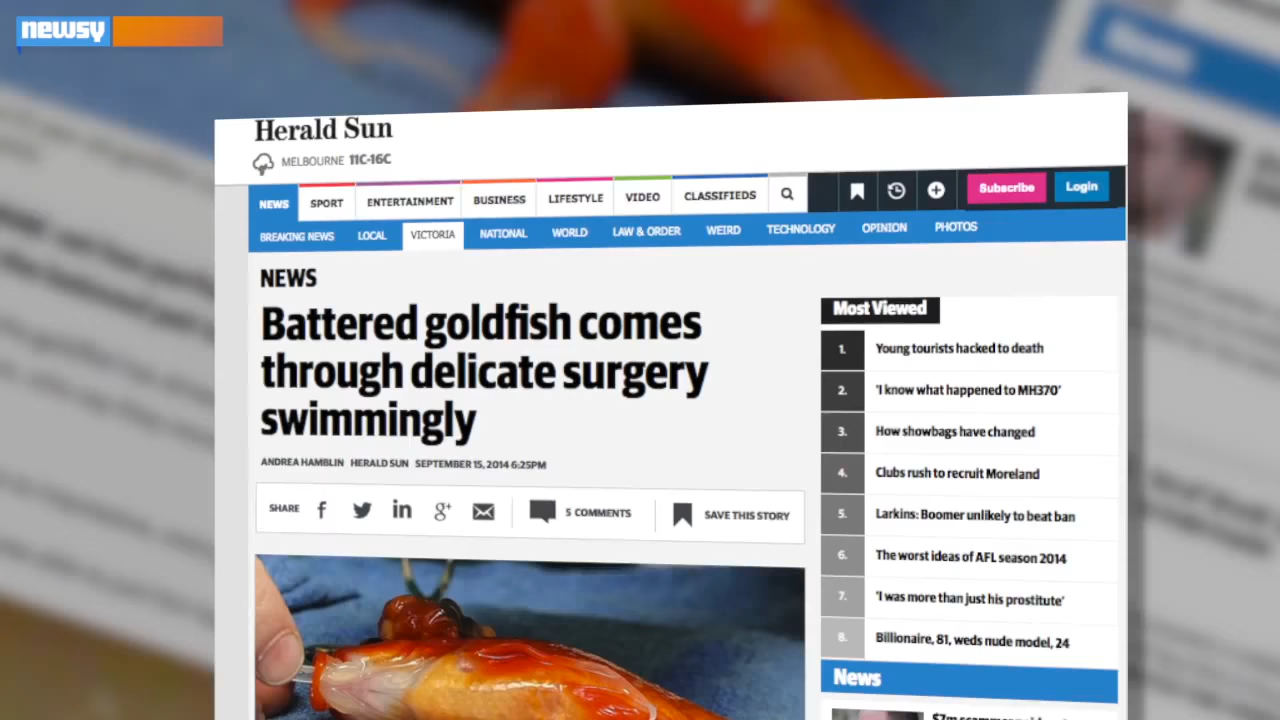 newsy
Herald Sun
MELBOURNE 11C-16C
NEWS SPORT ENTERTAINMENT BUSINESS LIFESTYLE VIDEO CLASSIFIEDS Subscribe Login
BREAKING NEWS LOCAL VICTORIA NATIONAL WORLD LAW & ORDER WEIRD TECHNOLOGY OPINION PHOTOS
NEWS
Battered goldfish comes
through delicate surgery
swimmingly
ANDREA HAMBLIN HERALD SUN SEPTEMBER 15, 2014 6:25PM
SHARE 5 COMMENTS SAVE THIS STORY
Most Viewed
1. Young tourists hacked to death
2. 'I know what happened to MH370'
3. How showbags have changed
4. Clubs rush to recruit Moreland
5. Larkins: Boomer unlikely to beat ban
6. The worst ideas of AFL season 2014
7. 'I was more than just his prostitute'
8. Billionaire, 81, weds nude model, 24
News